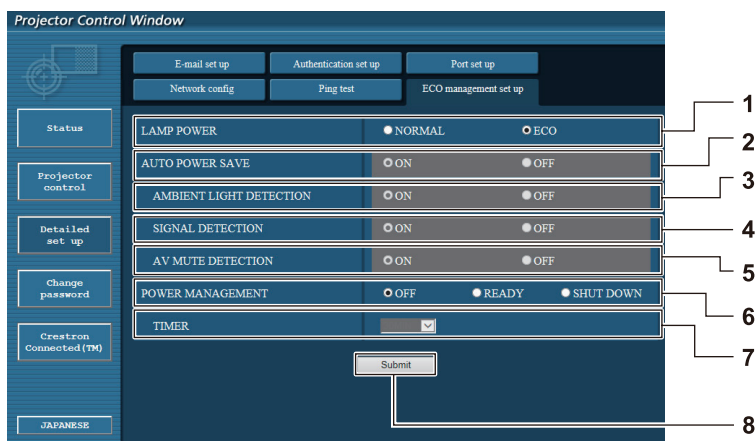 Projector Control Window
E-mail set up Authentication set up Port set up
Network config Ping test ECO management set up
Status
Projector control
Detailed set up
Change password
Crestron Connected(TM)
JAPANESE
LAMP POWER NORMAL ECO 1
AUTO POWER SAVE ON OFF 2
AMBIENT LIGHT DETECTION ON OFF 3
SIGNAL DETECTION ON OFF 4
AV MUTE DETECTION ON OFF 5
POWER MANAGEMENT OFF READY SHUT DOWN 6
TIMER 7
Submit 8